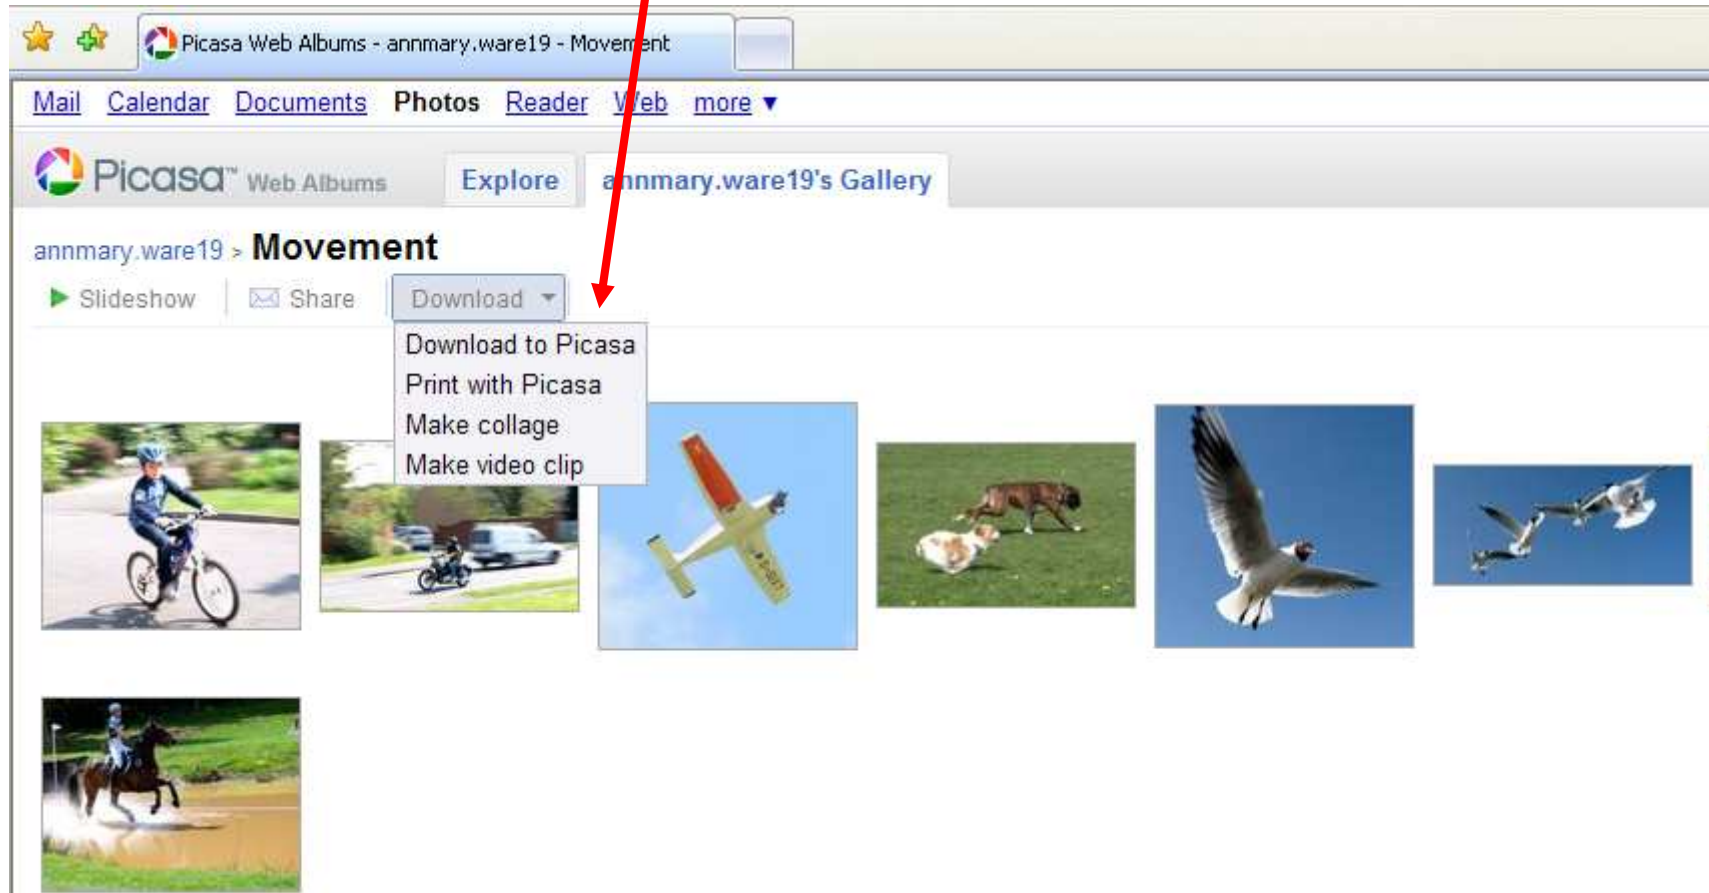 Picasa Web Albums - annmary.ware19 - Movement
Mail Calendar Documents Photos Reader Web more ▼
Picasa™ Web Albums Explore annmary.ware19's Gallery
annmary.ware19 > Movement
Slideshow Share Download
Download to Picasa
Print with Picasa
Make collage
Make video clip